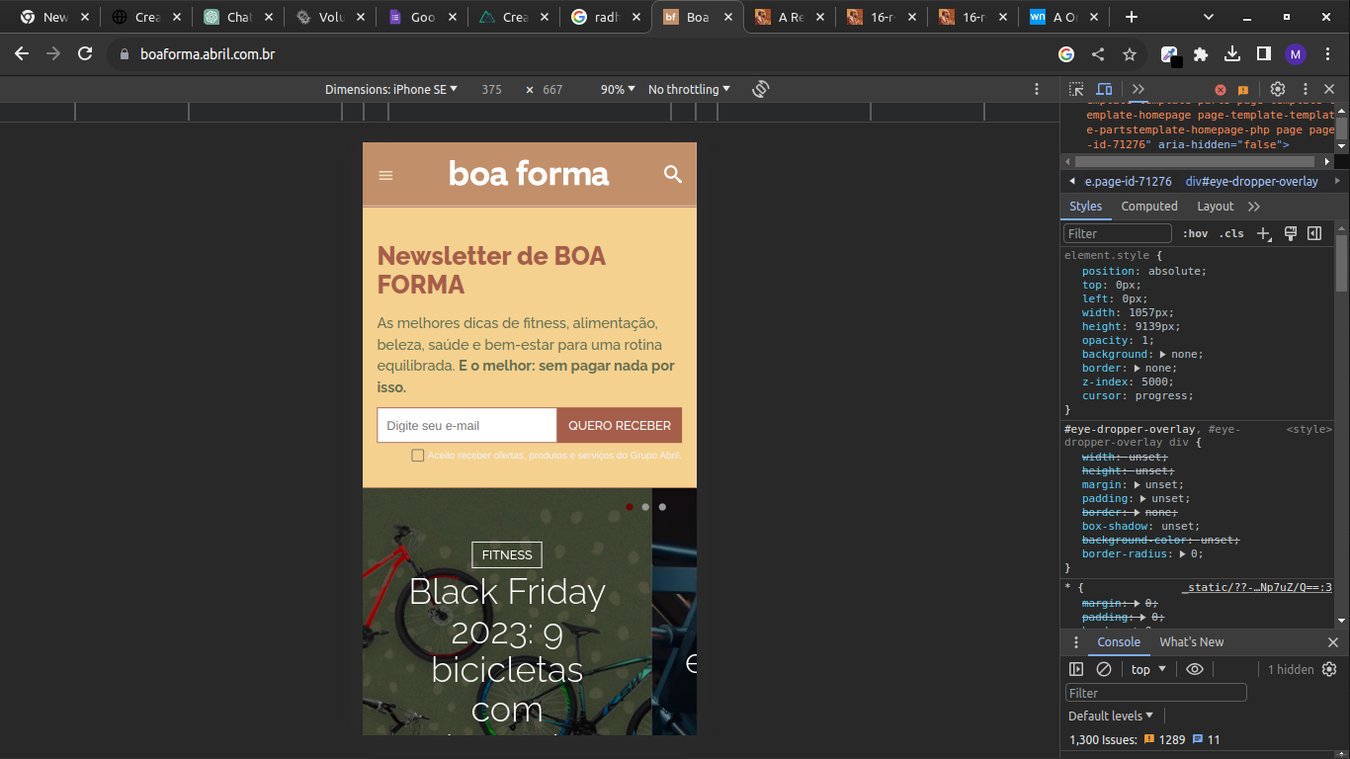 New
Crea
Chat
Volu
Goo
Crea
radh
bf Boa
A Re
16-r
16-r
wn A O
boaforma.abril.com.br
M
Dimensions: iPhone SE 375 × 667 90% No throttling
boa forma
Newsletter de BOA
FORMA
As melhores dicas de fitness, alimentação,
beleza, saúde e bem-estar para uma rotina
equilibrada. E o melhor: sem pagar nada por
isso.
Digite seu e-mail QUERO RECEBER
Aceito receber ofertas, produtos e serviços do Grupo Abril.
FITNESS
Black Friday
2023: 9
bicicletas
com
e
emplate-homepage page-template-templat
e-partstemplate-homepage-php page page
-id-71276" aria-hidden="false">
e.page-id-71276 div#eye-dropper-overlay
Styles Computed Layout
Filter :hov .cls
element.style {
position: absolute;
top: 0px;
left: 0px;
width: 1057px;
height: 9139px;
opacity: 1;
background: none;
border: none;
z-index: 5000;
cursor: progress;
}
#eye-dropper-overlay, #eye- <style>
dropper-overlay div {
width: unset;
height: unset;
margin: unset;
padding: unset;
border: none;
box-shadow: unset;
background-color: unset;
border-radius: 0;
}
* { _static/??-…Np7uZ/Q==:3
margin: 0;
padding: 0;
Console What's New
top 1 hidden
Filter
Default levels
1,300 Issues: 1289 11